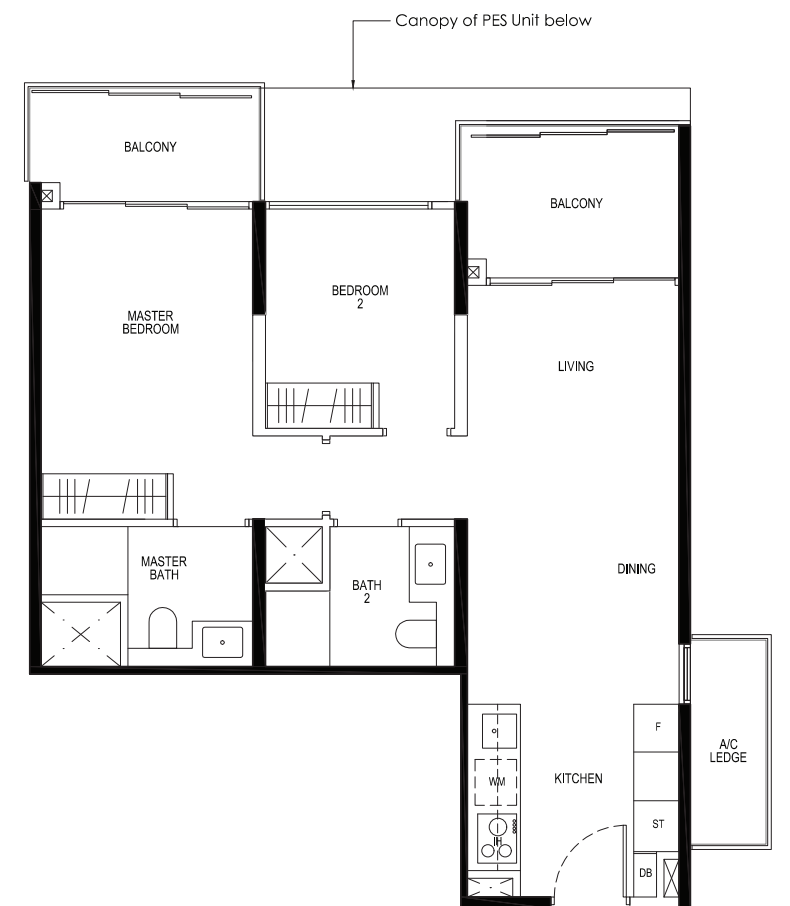 Canopy of PES Unit below
BALCONY
BALCONY
BEDROOM
2
MASTER
BEDROOM
LIVING
MASTER
BATH
BATH
2
DINING
F
A/C
LEDGE
WM
KITCHEN
ST
IH
DB